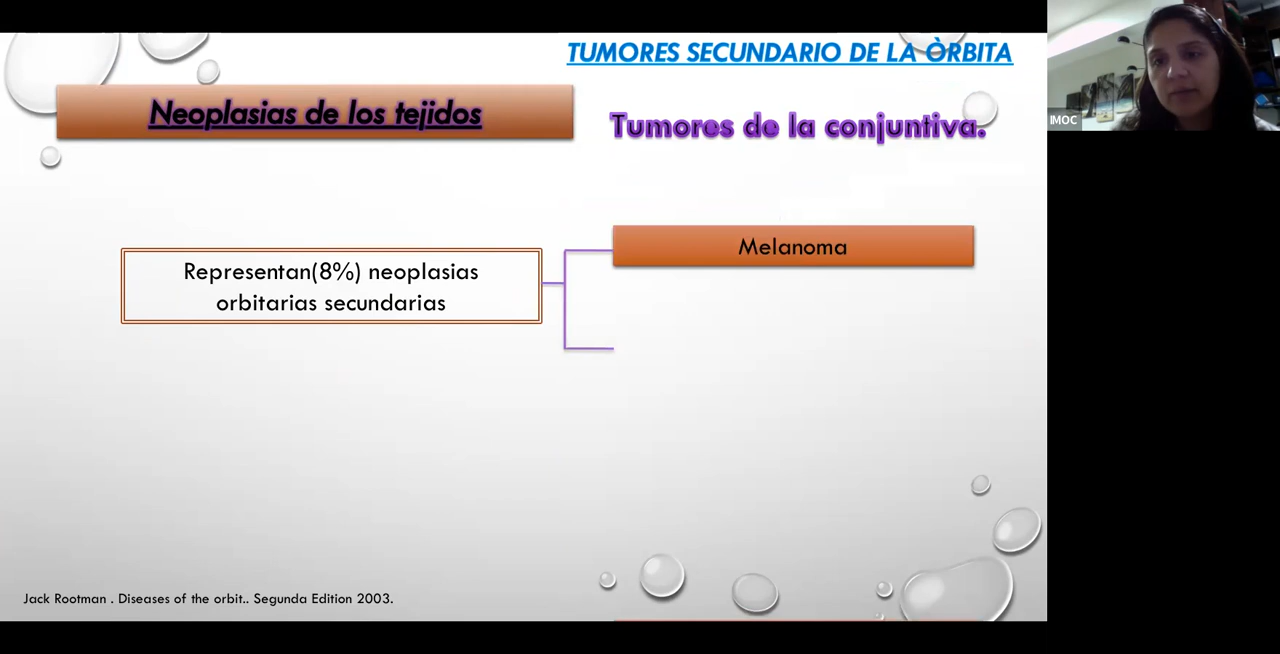 TUMORES SECUNDARIO DE LA ÒRBITA
Neoplasias de los tejidos
Tumores de la conjuntiva.
IMOC
Melanoma
Representan(8%) neoplasias
orbitarias secundarias
Jack Rootman . Diseases of the orbit.. Segunda Edition 2003.